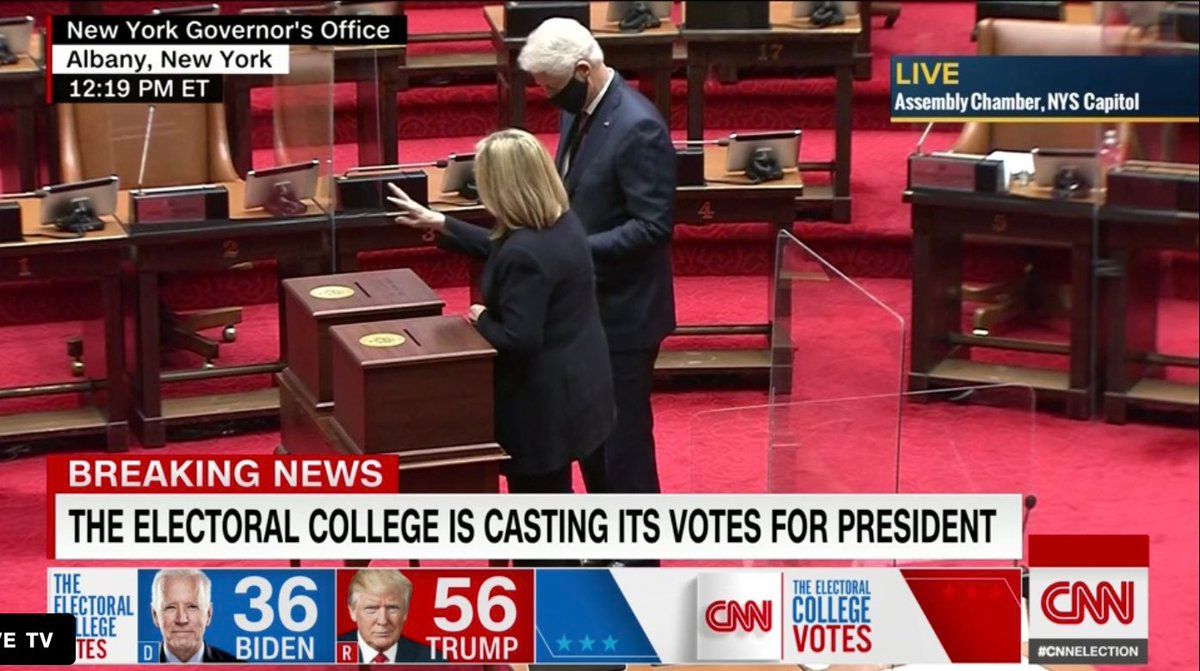 New York Governor's Office
Albany, New York
12:19 PM ET
LIVE
Assembly Chamber, NYS Capitol
17
1
2
3
4
5
BREAKING NEWS
THE ELECTORAL COLLEGE IS CASTING ITS VOTES FOR PRESIDENT
THE
ELECTORAL
LLEGE
TES
VE TV
D
36
BIDEN
R
56
TRUMP
CNN
THE ELECTORAL
COLLEGE
VOTES
CNN
#CNNELECTION